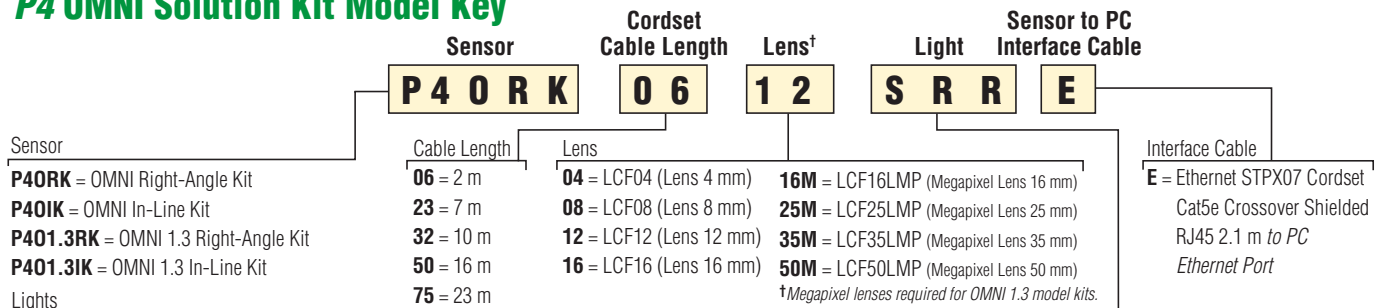 P4 OMNI Solution Kit Model Key
Sensor
Cordset
Cable Length
Lens†
Light
Sensor to PC
Interface Cable
P4ORK
06
12
SRR
E
Sensor
P4ORK = OMNI Right-Angle Kit
P4OIK = OMNI In-Line Kit
P4O1.3RK = OMNI 1.3 Right-Angle Kit
P4O1.3IK = OMNI 1.3 In-Line Kit
Lights
Cable Length
06 = 2 m
23 = 7 m
32 = 10 m
50 = 16 m
75 = 23 m
Lens
04 = LCF04 (Lens 4 mm)
08 = LCF08 (Lens 8 mm)
12 = LCF12 (Lens 12 mm)
16 = LCF16 (Lens 16 mm)
16M = LCF16LMP (Megapixel Lens 16 mm)
25M = LCF25LMP (Megapixel Lens 25 mm)
35M = LCF35LMP (Megapixel Lens 35 mm)
50M = LCF50LMP (Megapixel Lens 50 mm)
†Megapixel lenses required for OMNI 1.3 model kits.
Interface Cable
E = Ethernet STPX07 Cordset
Cat5e Crossover Shielded
RJ45 2.1 m to PC
Ethernet Port